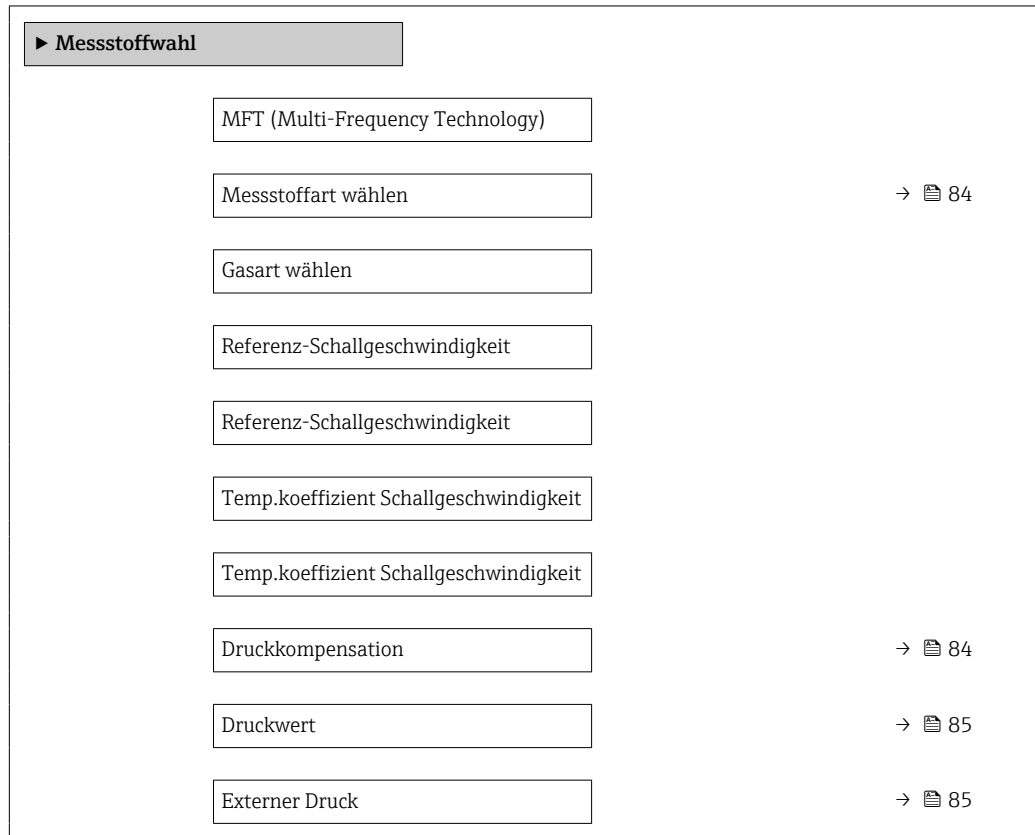 ▶ Messstoffwahl
MFT (Multi-Frequency Technology)
Messstoffart wählen → 84
Gasart wählen
Referenz-Schallgeschwindigkeit
Referenz-Schallgeschwindigkeit
Temp.koeffizient Schallgeschwindigkeit
Temp.koeffizient Schallgeschwindigkeit
Druckkompensation → 84
Druckwert → 85
Externer Druck → 85